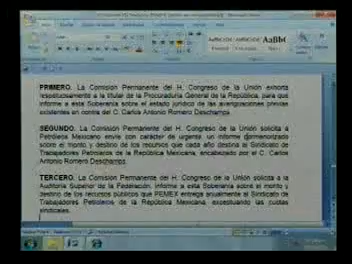 PRIMERO. La Comisión Permanente del H. Congreso de la Unión exhorta
respetuosamente a la titular de la Procuraduría General de la República, para que
informe a esta Soberanía sobre el estado jurídico de las averiguaciones previas
existentes en contra del C. Carlos Antonio Romero Deschamps.
SEGUNDO. La Comisión Permanente del H. Congreso de la Unión solicita a
Petróleos Mexicano envíe con carácter de urgente, un informe pormenorizado
sobre el monto y destino de los recursos que cada año destina al Sindicato de
Trabajadores Petroleros de la República Mexicana, encabezado por el C. Carlos
Antonio Romero Deschamps.
TERCERO. La Comisión Permanente del H. Congreso de la Unión solicita a la
Auditoría Superior de la Federación, informe a esta Soberanía sobre el monto y
destino de los recursos públicos que PEMEX entrega anualmente al Sindicato de
Trabajadores Petroleros de la República Mexicana, exceptuando las cuotas
sindicales.